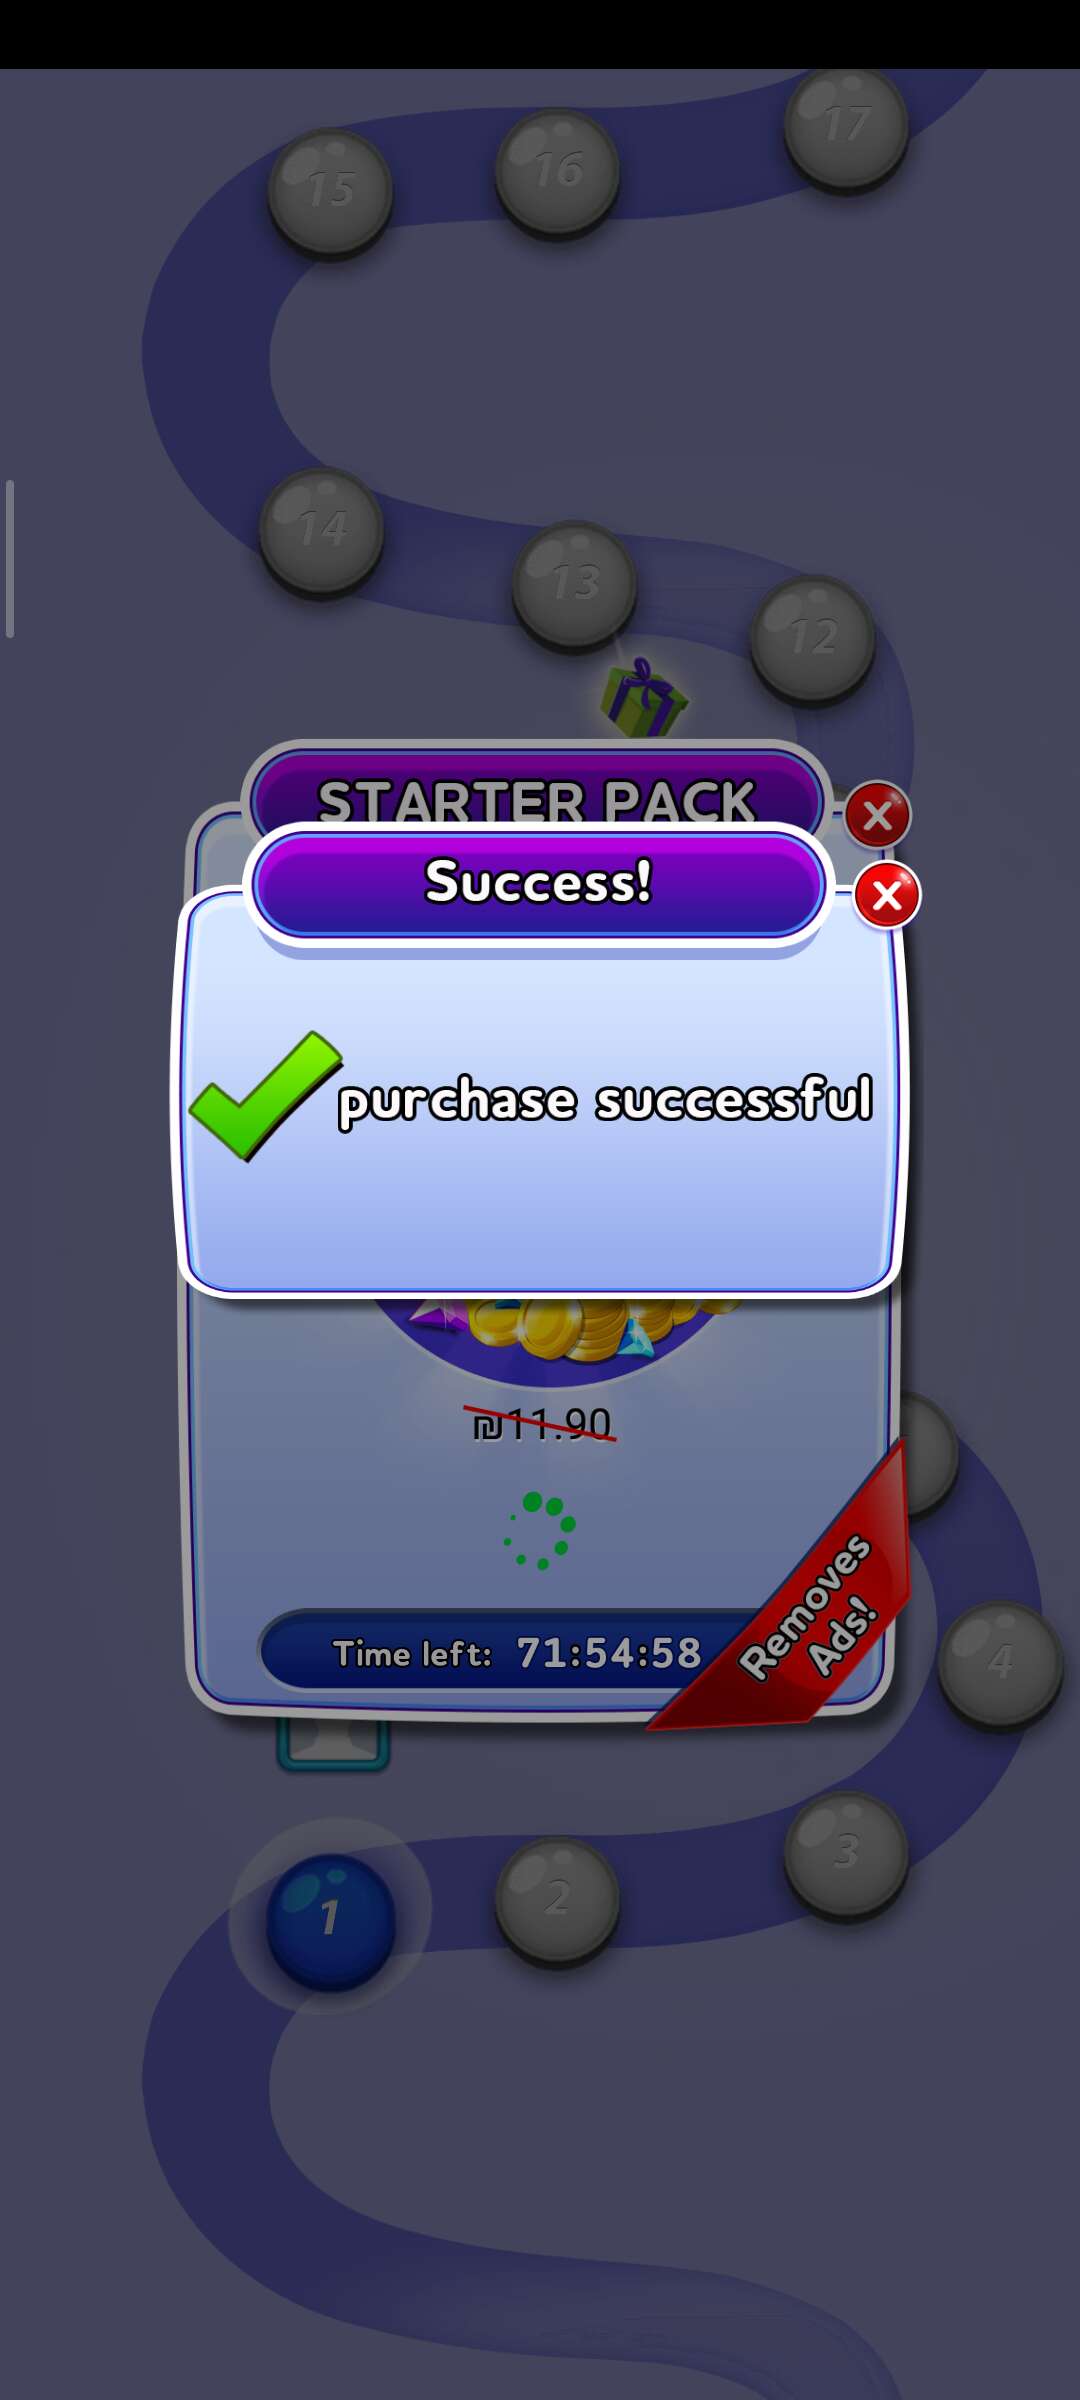 17
16
15
14
13
12
STARTER PACK
Success!
purchase successful
₪11.90
Removes
Ads!
Time left: 71:54:58
4
3
2
1